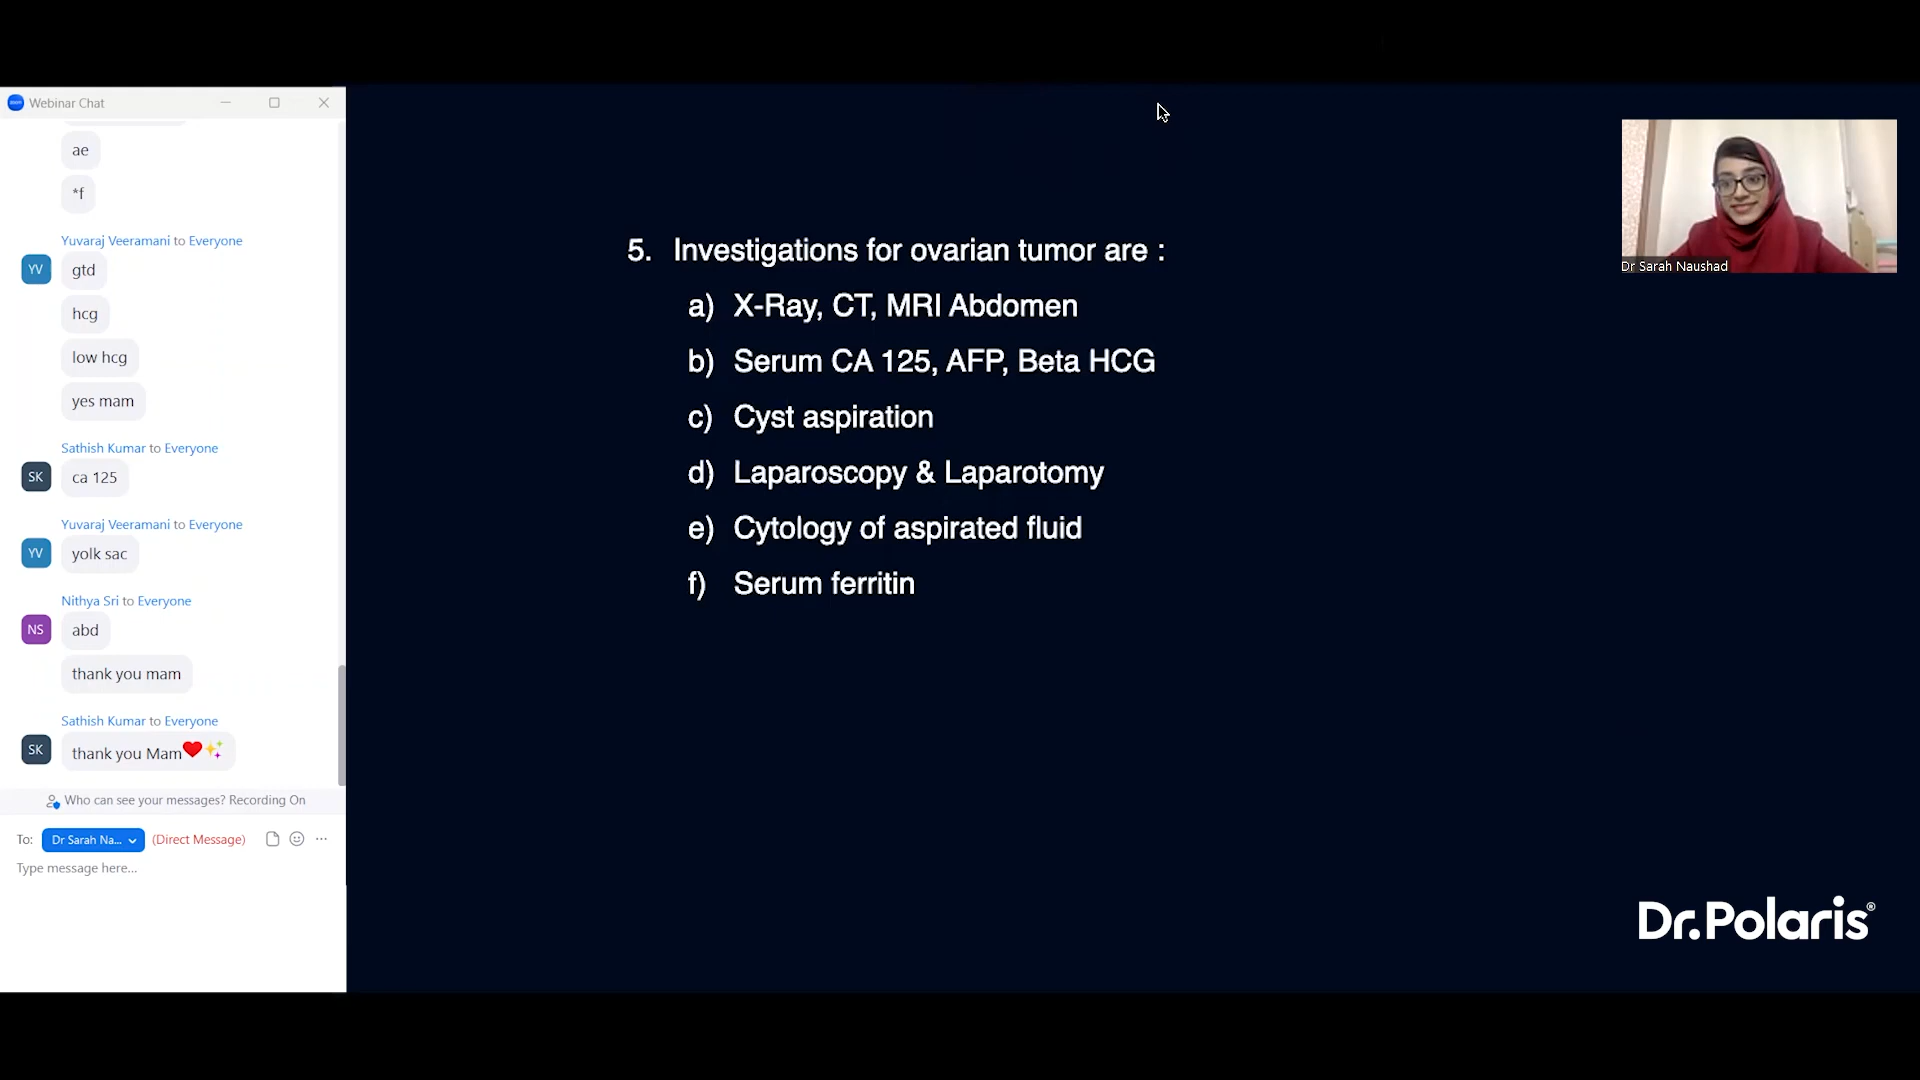 Webinar Chat
ae
*f
Yuvaraj Veeramani to Everyone
YV
gtd
hcg
low hcg
yes mam
Sathish Kumar to Everyone
SK
ca 125
Yuvaraj Veeramani to Everyone
YV
yolk sac
Nithya Sri to Everyone
NS
abd
thank you mam
Sathish Kumar to Everyone
SK
thank you Mam❤️✨
Who can see your messages? Recording On
To: Dr Sarah Na... (Direct Message)
Type message here...
5. Investigations for ovarian tumor are :
a) X-Ray, CT, MRI Abdomen
b) Serum CA 125, AFP, Beta HCG
c) Cyst aspiration
d) Laparoscopy & Laparotomy
e) Cytology of aspirated fluid
f) Serum ferritin
Dr Sarah Naushad
Dr.Polaris®